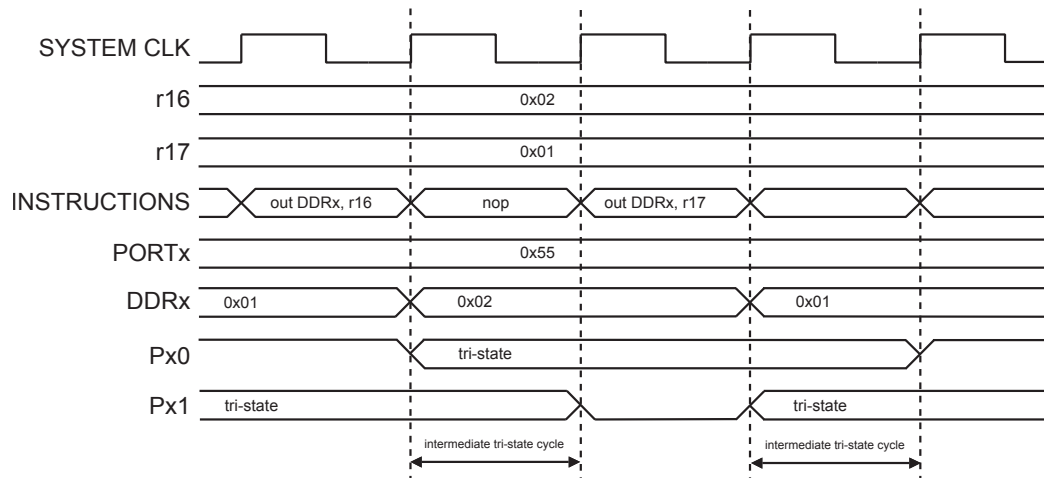 SYSTEM CLK
r16 0x02
r17 0x01
INSTRUCTIONS out DDRx, r16 nop out DDRx, r17
PORTx 0x55
DDRx 0x01 0x02 0x01
Px0 tri-state
Px1 tri-state tri-state
intermediate tri-state cycle intermediate tri-state cycle